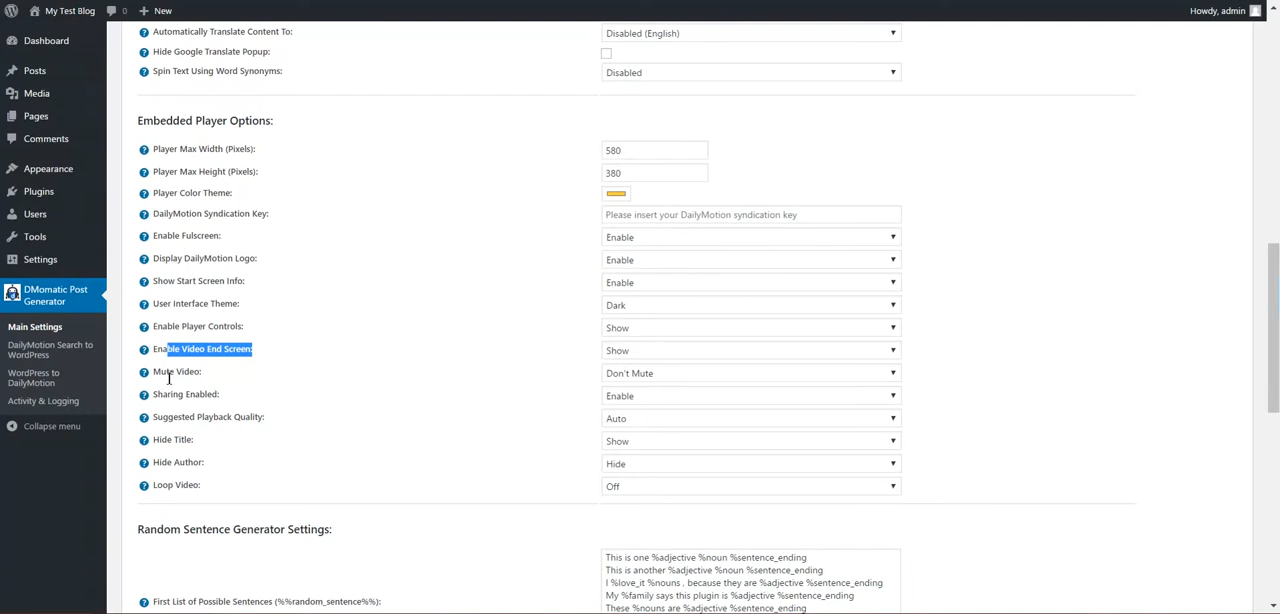 My Test Blog 0 New Howdy, admin
Dashboard
Posts
Media
Pages
Comments
Appearance
Plugins
Users
Tools
Settings
DMomatic Post
Generator
Main Settings
DailyMotion Search to
WordPress
WordPress to
DailyMotion
Activity & Logging
Collapse menu
Automatically Translate Content To: Disabled (English)
Hide Google Translate Popup:
Spin Text Using Word Synonyms: Disabled
Embedded Player Options:
Player Max Width (Pixels): 580
Player Max Height (Pixels): 380
Player Color Theme:
DailyMotion Syndication Key: Please insert your DailyMotion syndication key
Enable Fullscreen: Enable
Display DailyMotion Logo: Enable
Show Start Screen Info: Enable
User Interface Theme: Dark
Enable Player Controls: Show
Enable Video End Screen: Show
Mute Video: Don't Mute
Sharing Enabled: Enable
Suggested Playback Quality: Auto
Hide Title: Show
Hide Author: Hide
Loop Video: Off
Random Sentence Generator Settings:
This is one %adjective %noun %sentence_ending
This is another %adjective %noun %sentence_ending
I %love_it %nouns , because they are %adjective %sentence_ending
My %family says this plugin is %adjective %sentence_ending
First List of Possible Sentences (%%random_sentence%%):
These %nouns are %adjective %sentence_ending